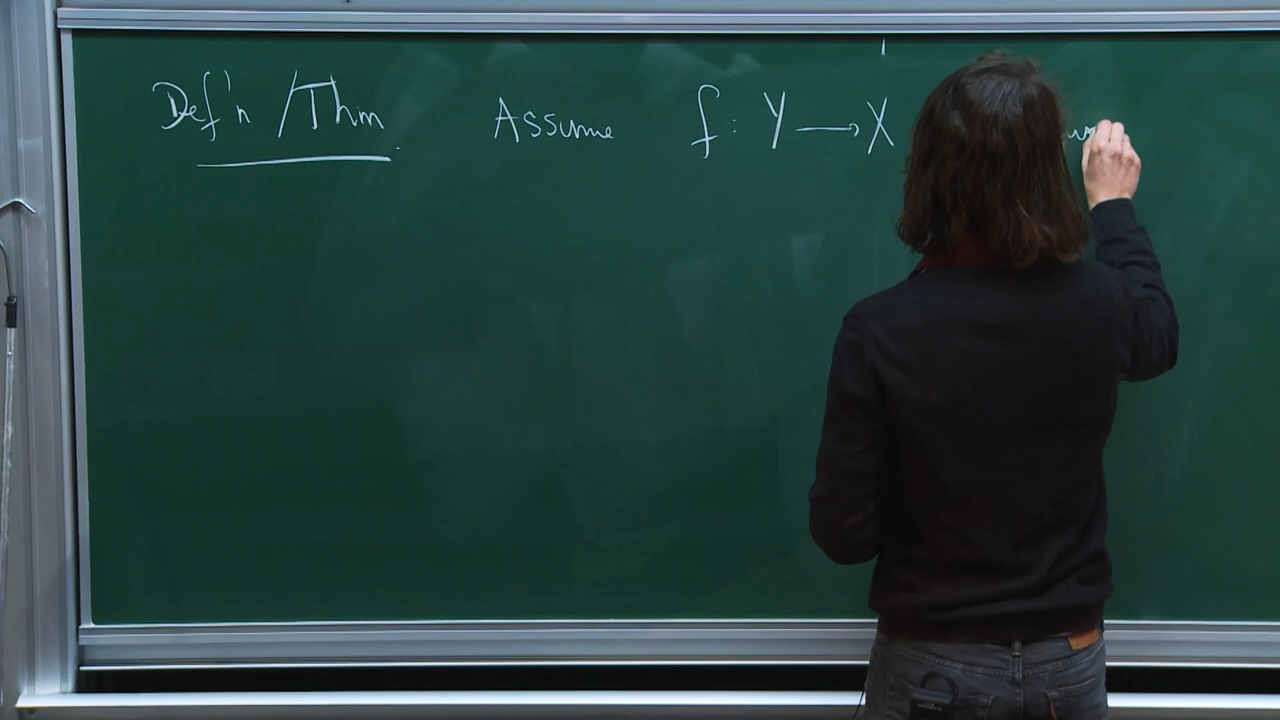 Def'n /Thm Assume f: Y → X